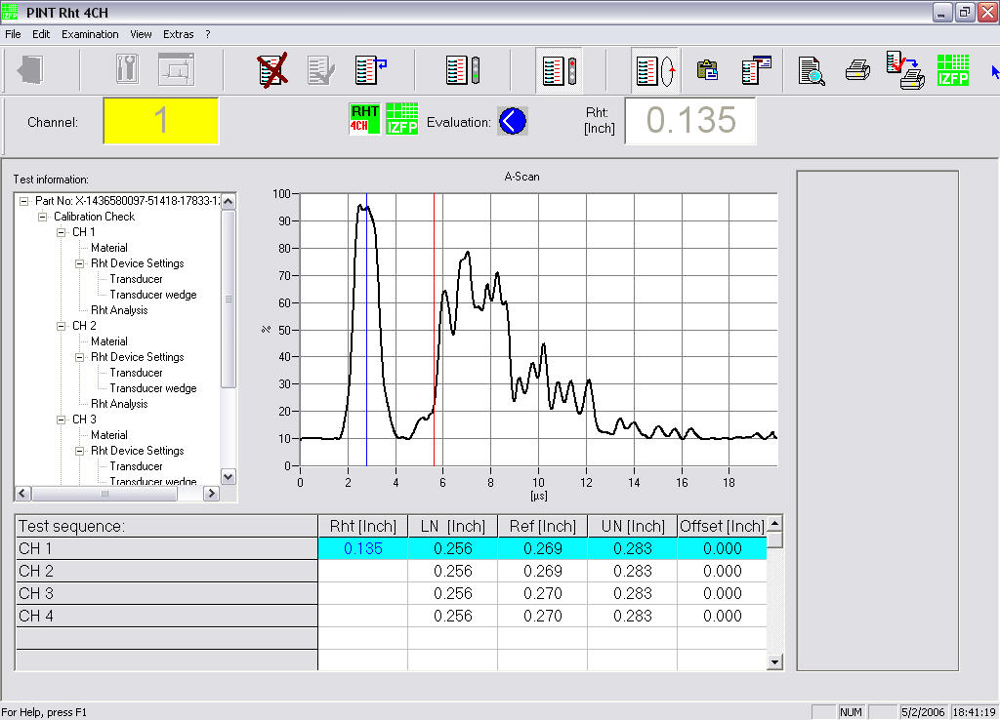 PINT Rht 4CH
File Edit Examination View Extras ?
IZFP
Channel: 1
RHT 4CH
IZFP
Evaluation:
Rht: [Inch] 0.135
Test information:
Part No: X-1436580097-51418-17833-12
Calibration Check
CH 1
Material
Rht Device Settings
Transducer
Transducer wedge
Rht Analysis
CH 2
Material
Rht Device Settings
Transducer
Transducer wedge
Rht Analysis
CH 3
Material
Rht Device Settings
Transducer
Transducer wedge
A-Scan
100
90
80
70
60
%
50
40
30
20
10
0
0 2 4 6 8 10 12 14 16 18
[µs]
Test sequence: Rht [Inch] LN [Inch] Ref [Inch] UN [Inch] Offset [Inch]
CH 1 0.135 0.256 0.269 0.283 0.000
CH 2 0.256 0.269 0.283 0.000
CH 3 0.256 0.270 0.283 0.000
CH 4 0.256 0.270 0.283 0.000
For Help, press F1 NUM 5/2/2006 18:41:19